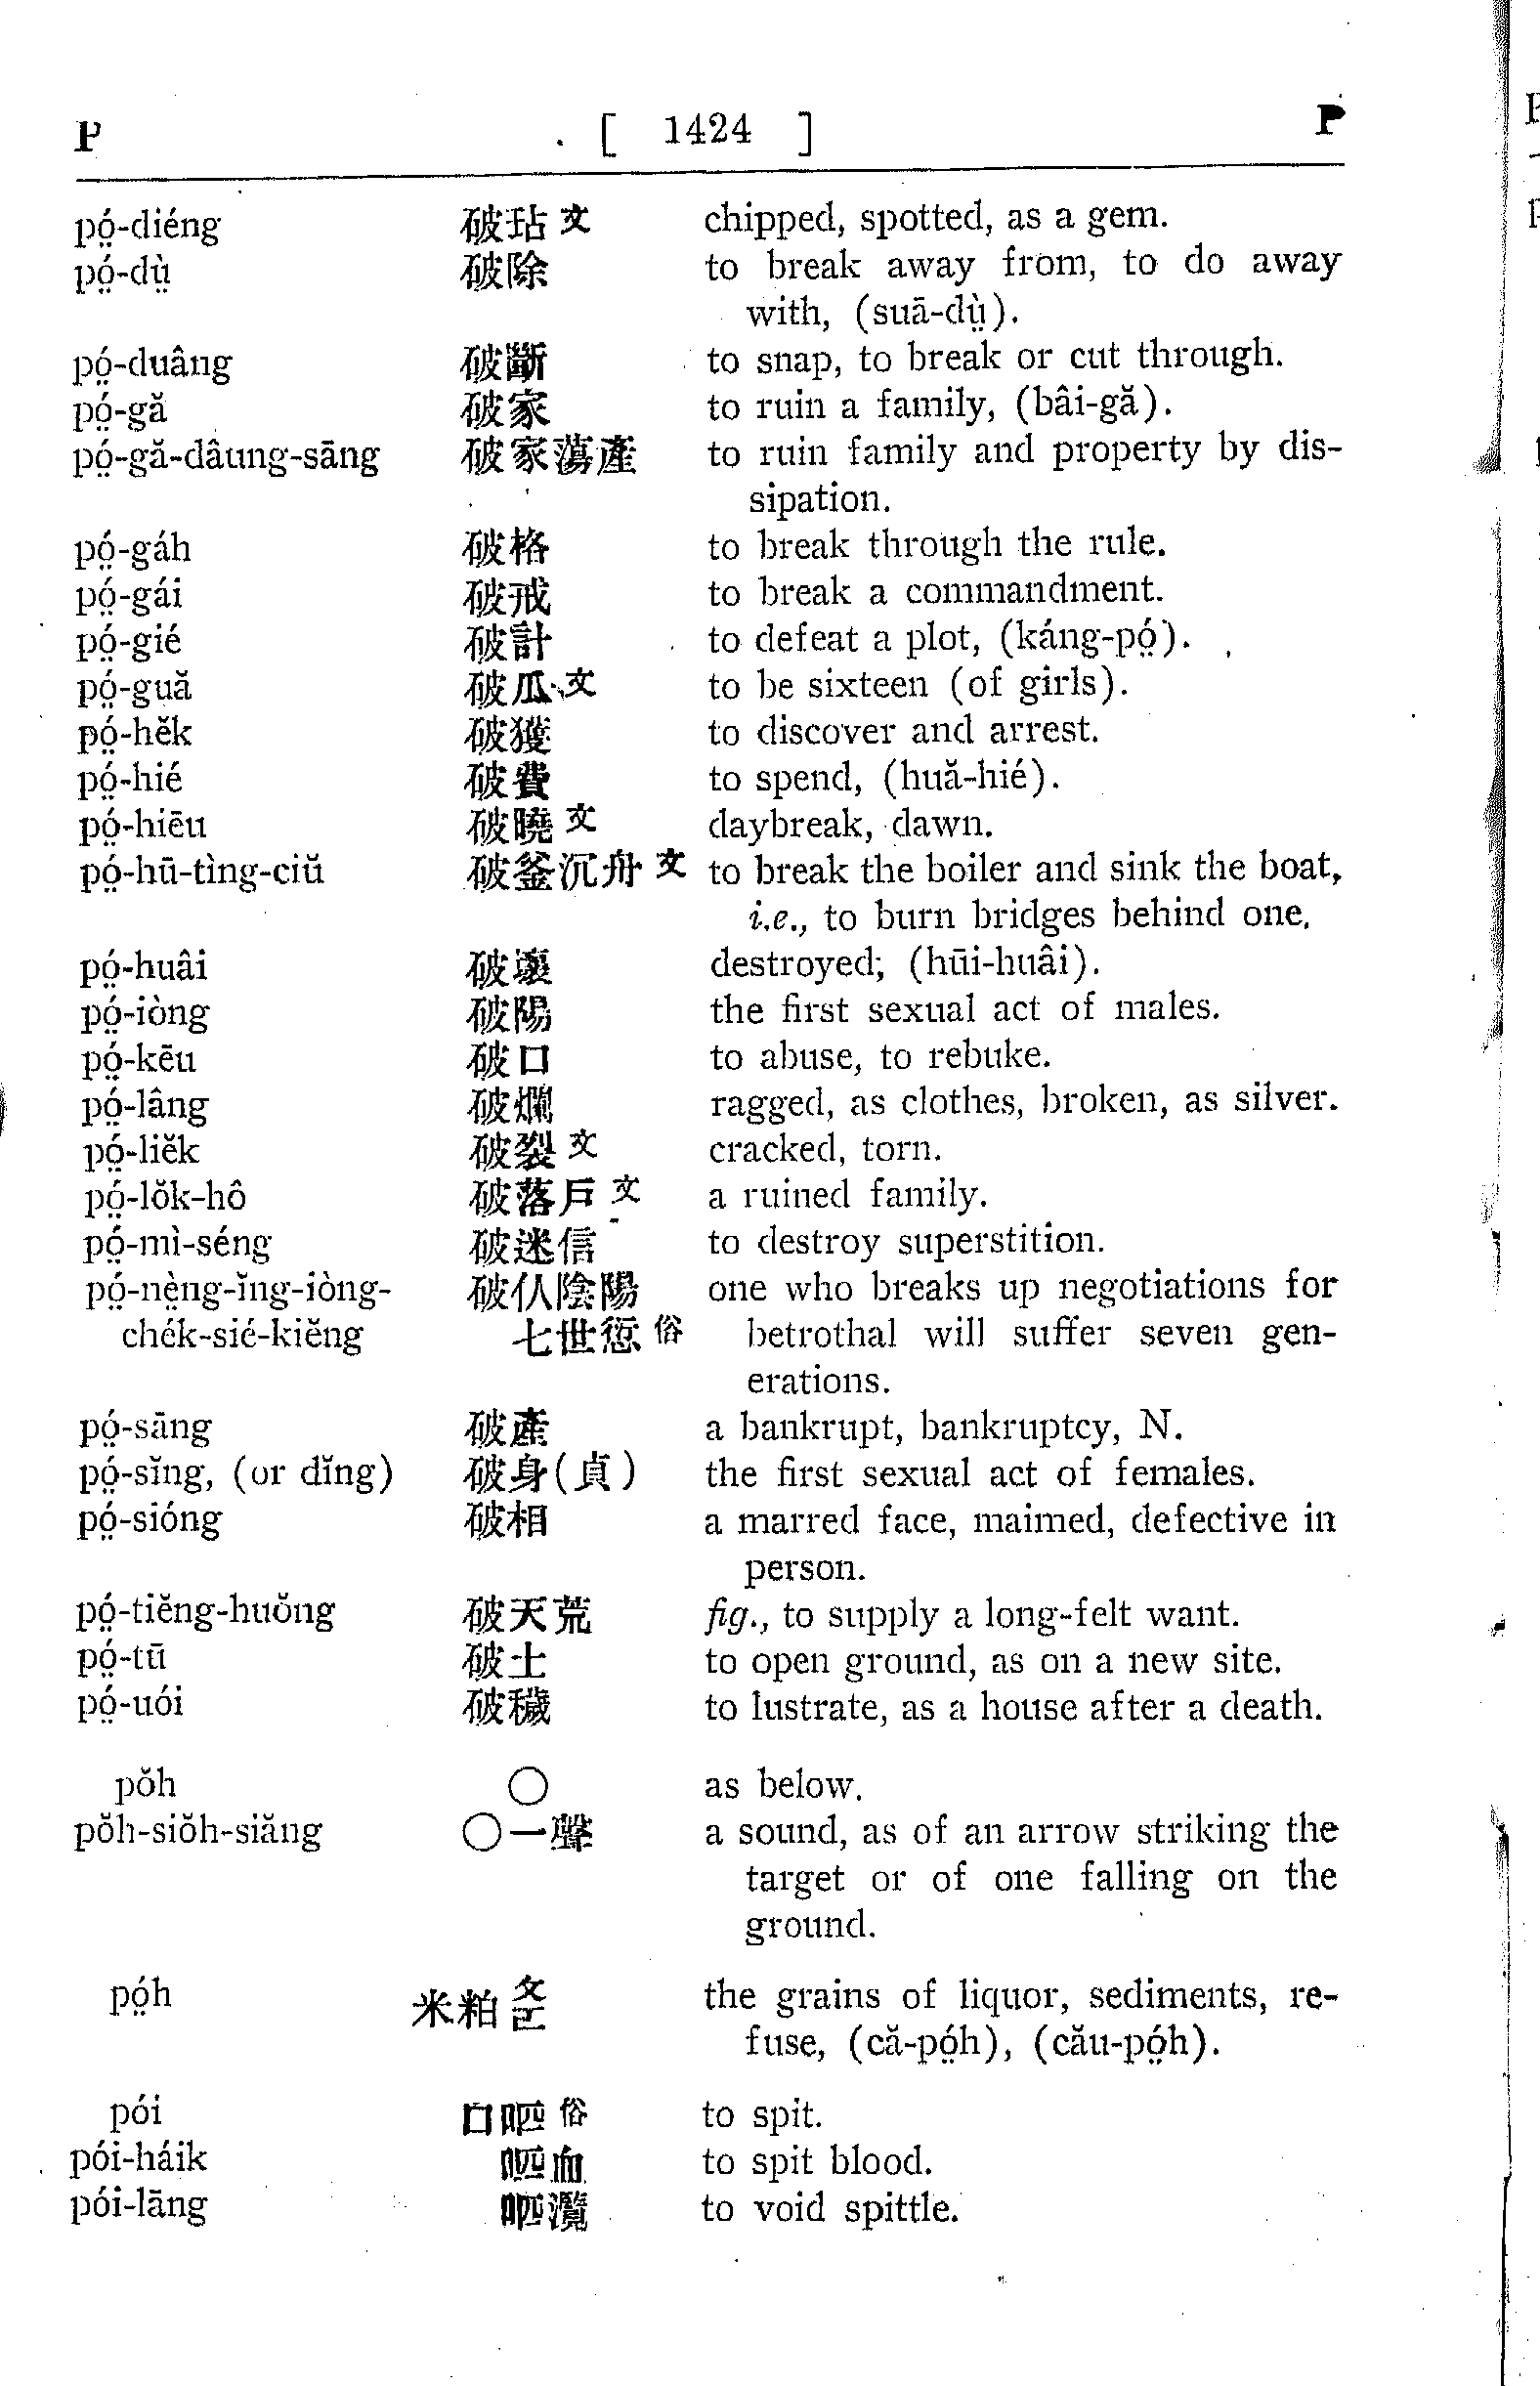 P [ 1424 ] P
pó̤-diéng 破玷文 chipped, spotted, as a gem.
pó̤-dṳ̀ 破除 to break away from, to do away
with, (suā-dṳ̀).
pó̤-duâng 破斷 to snap, to break or cut through.
pó̤-gă 破家 to ruin a family, (bâi-gă).
pó̤-gă-dâung-sāng 破家蕩產 to ruin family and property by dis-
sipation.
pó̤-gáh 破格 to break through the rule.
pó̤-gái 破戒 to break a commandment.
pó̤-gié 破計 to defeat a plot, (káng-pó̤).
pó̤-guă 破瓜文 to be sixteen (of girls).
pó̤-hĕk 破獲 to discover and arrest.
pó̤-hié 破費 to spend, (huă-hié).
pó̤-hiēu 破曉文 daybreak, dawn.
pó̤-hū-tìng-ciŭ 破釜沉舟文 to break the boiler and sink the boat,
i.e., to burn bridges behind one.
pó̤-huâi 破壞 destroyed; (hūi-huâi).
pó̤-iòng 破陽 the first sexual act of males.
pó̤-kēu 破口 to abuse, to rebuke.
pó̤-lâng 破爛 ragged, as clothes, broken, as silver.
pó̤-liĕk 破裂文 cracked, torn.
pó̤-lŏk-hô 破落戶文 a ruined family.
pó̤-mì-séng 破迷信 to destroy superstition.
pó̤-nè̤ng-ĭng-iòng- 破仈陰陽 one who breaks up negotiations for
chék-sié-kiĕng 七世愆俗 betrothal will suffer seven gen-
erations.
pó̤-sāng 破產 a bankrupt, bankruptcy, N.
pó̤-sĭng, (or dĭng) 破身(貞) the first sexual act of females.
pó̤-sióng 破相 a marred face, maimed, defective in
person.
pó̤-tiĕng-huŏng 破天荒 fig., to supply a long-felt want.
pó̤-tū 破土 to open ground, as on a new site.
pó̤-uói 破穢 to lustrate, as a house after a death.
pŏh ○ as below.
pŏh-siŏh-siăng ○一聲 a sound, as of an arrow striking the
target or of one falling on the
ground.
pó̤h 米粕 the grains of liquor, sediments, re-
fuse, (că-pó̤h), (cău-pó̤h).
pói 口㕷俗 to spit.
pói-háik 血 to spit blood.
pói-lāng 灠 to void spittle.